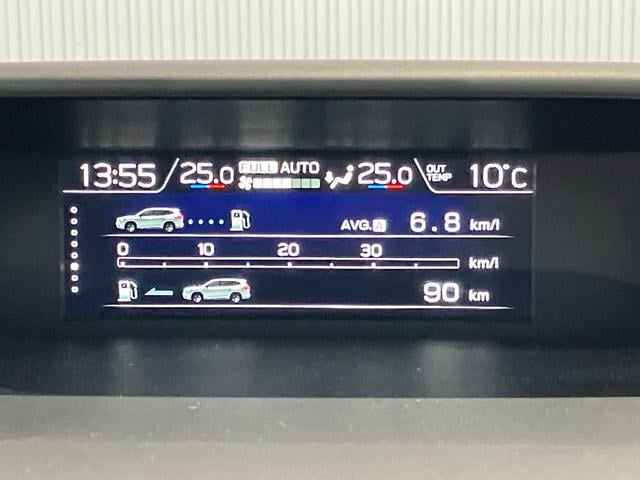 13:55 25.0 FULL AUTO 25.0 OUT TEMP 10°C
AVG. A 6.8 km/l
0 10 20 30
km/l
90 km